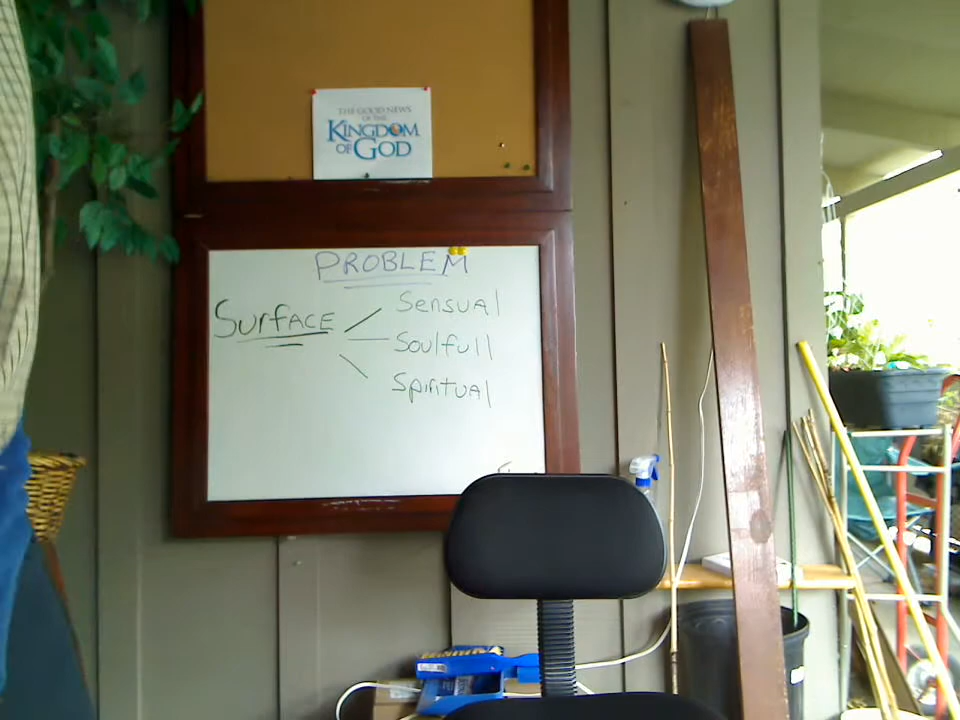 THE GOOD NEWS
OF THE
KINGDOM
OF GOD
PROBLEM
SURFACE
Sensual
Soulfull
Spiritual